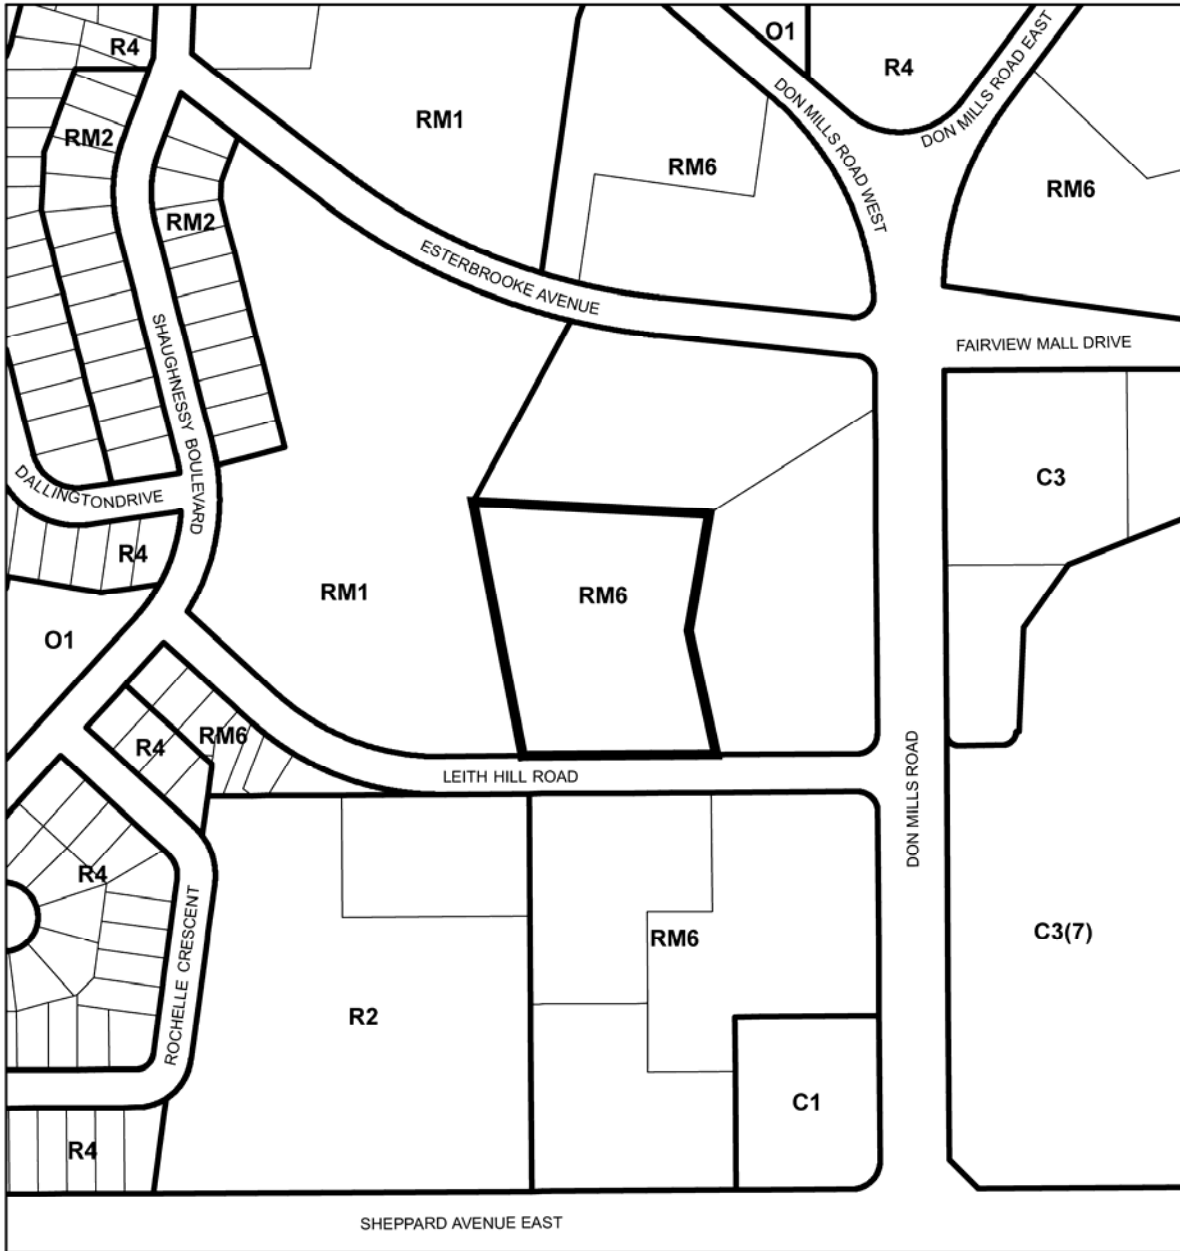 O1
R4
R4
DON MILLS ROAD EAST
RM1
DON MILLS ROAD WEST
RM2
RM6
RM6
RM2
ESTERBROOKE AVENUE
FAIRVIEW MALL DRIVE
SHAUGHNESSY BOULEVARD
C3
DALLINGTONDRIVE
R4
RM1
RM6
O1
RM6
R4
LEITH HILL ROAD
DON MILLS ROAD
R4
ROCHELLE CRESCENT
RM6
C3(7)
R2
C1
R4
SHEPPARD AVENUE EAST